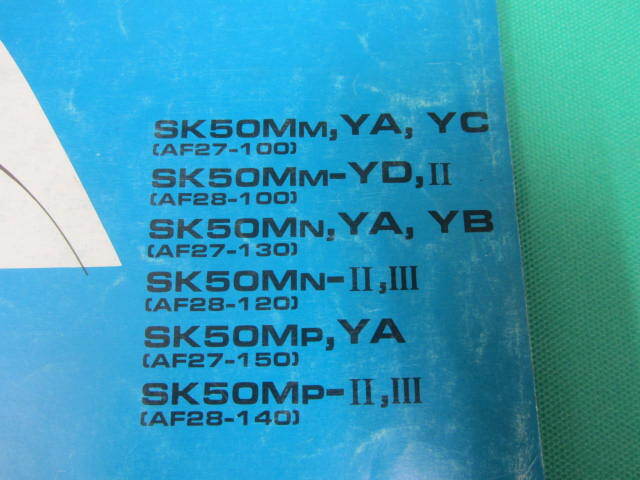 SK50MM, YA, YC
(AF27-100)
SK50MM-YD, II
(AF28-100)
SK50MN, YA, YB
(AF27-130)
SK50MN-II, III
(AF28-120)
SK50MP, YA
(AF27-150)
SK50MP-II, III
(AF28-140)